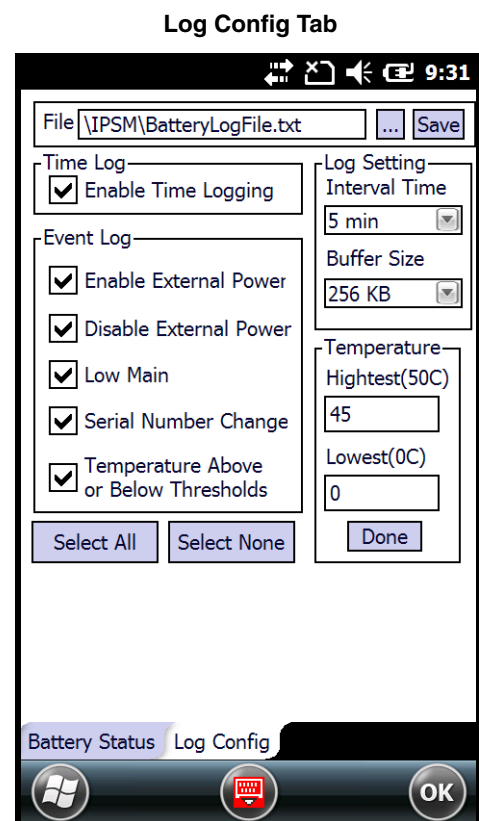 Log Config Tab
9:31
File \IPSM\BatteryLogFile.txt ... Save
Time Log
Enable Time Logging
Event Log
Enable External Power
Disable External Power
Low Main
Serial Number Change
Temperature Above
or Below Thresholds
Select All Select None
Log Setting
Interval Time
5 min
Buffer Size
256 KB
Temperature
Hightest(50C)
45
Lowest(0C)
0
Done
Battery Status Log Config
OK